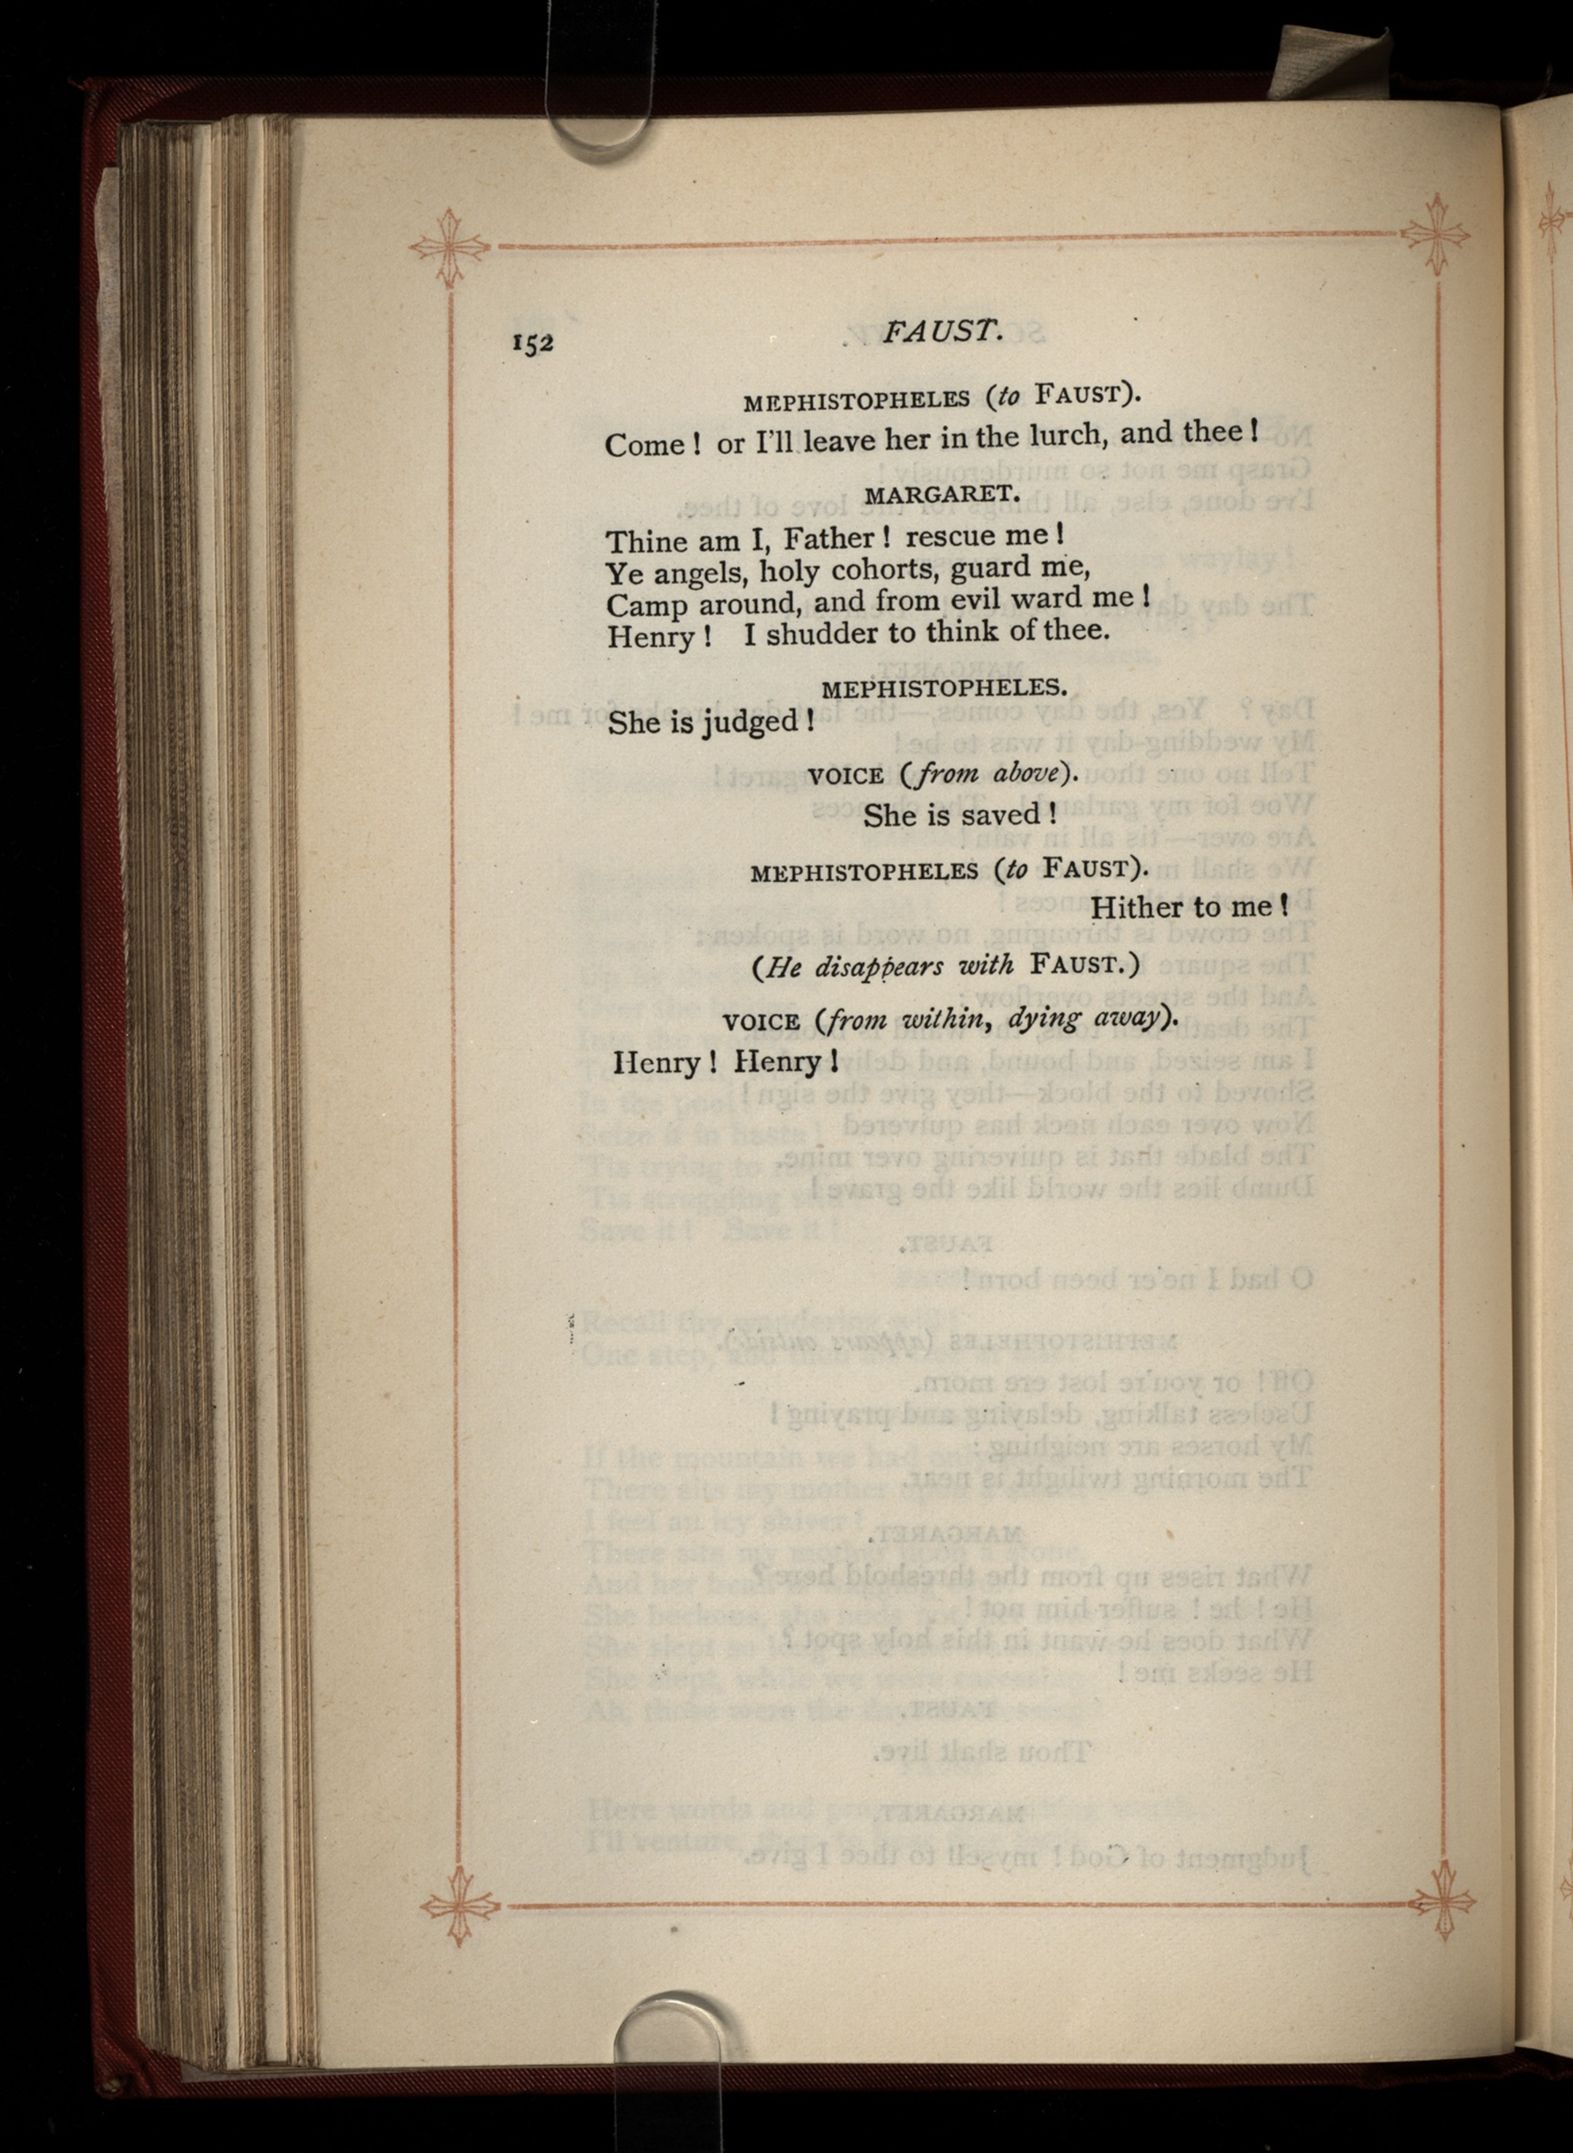 152
FAUST.
MEPHISTOPHELES (to FAUST).
Come! or I'll leave her in the lurch, and thee!
MARGARET.
Thine am I, Father! rescue me!
Ye angels, holy cohorts, guard me,
Camp around, and from evil ward me!
Henry! I shudder to think of thee.
MEPHISTOPHELES.
She is judged!
VOICE (from above).
She is saved!
MEPHISTOPHELES (to FAUST).
Hither to me!
(He disappears with FAUST.)
VOICE (from within, dying away).
Henry! Henry!